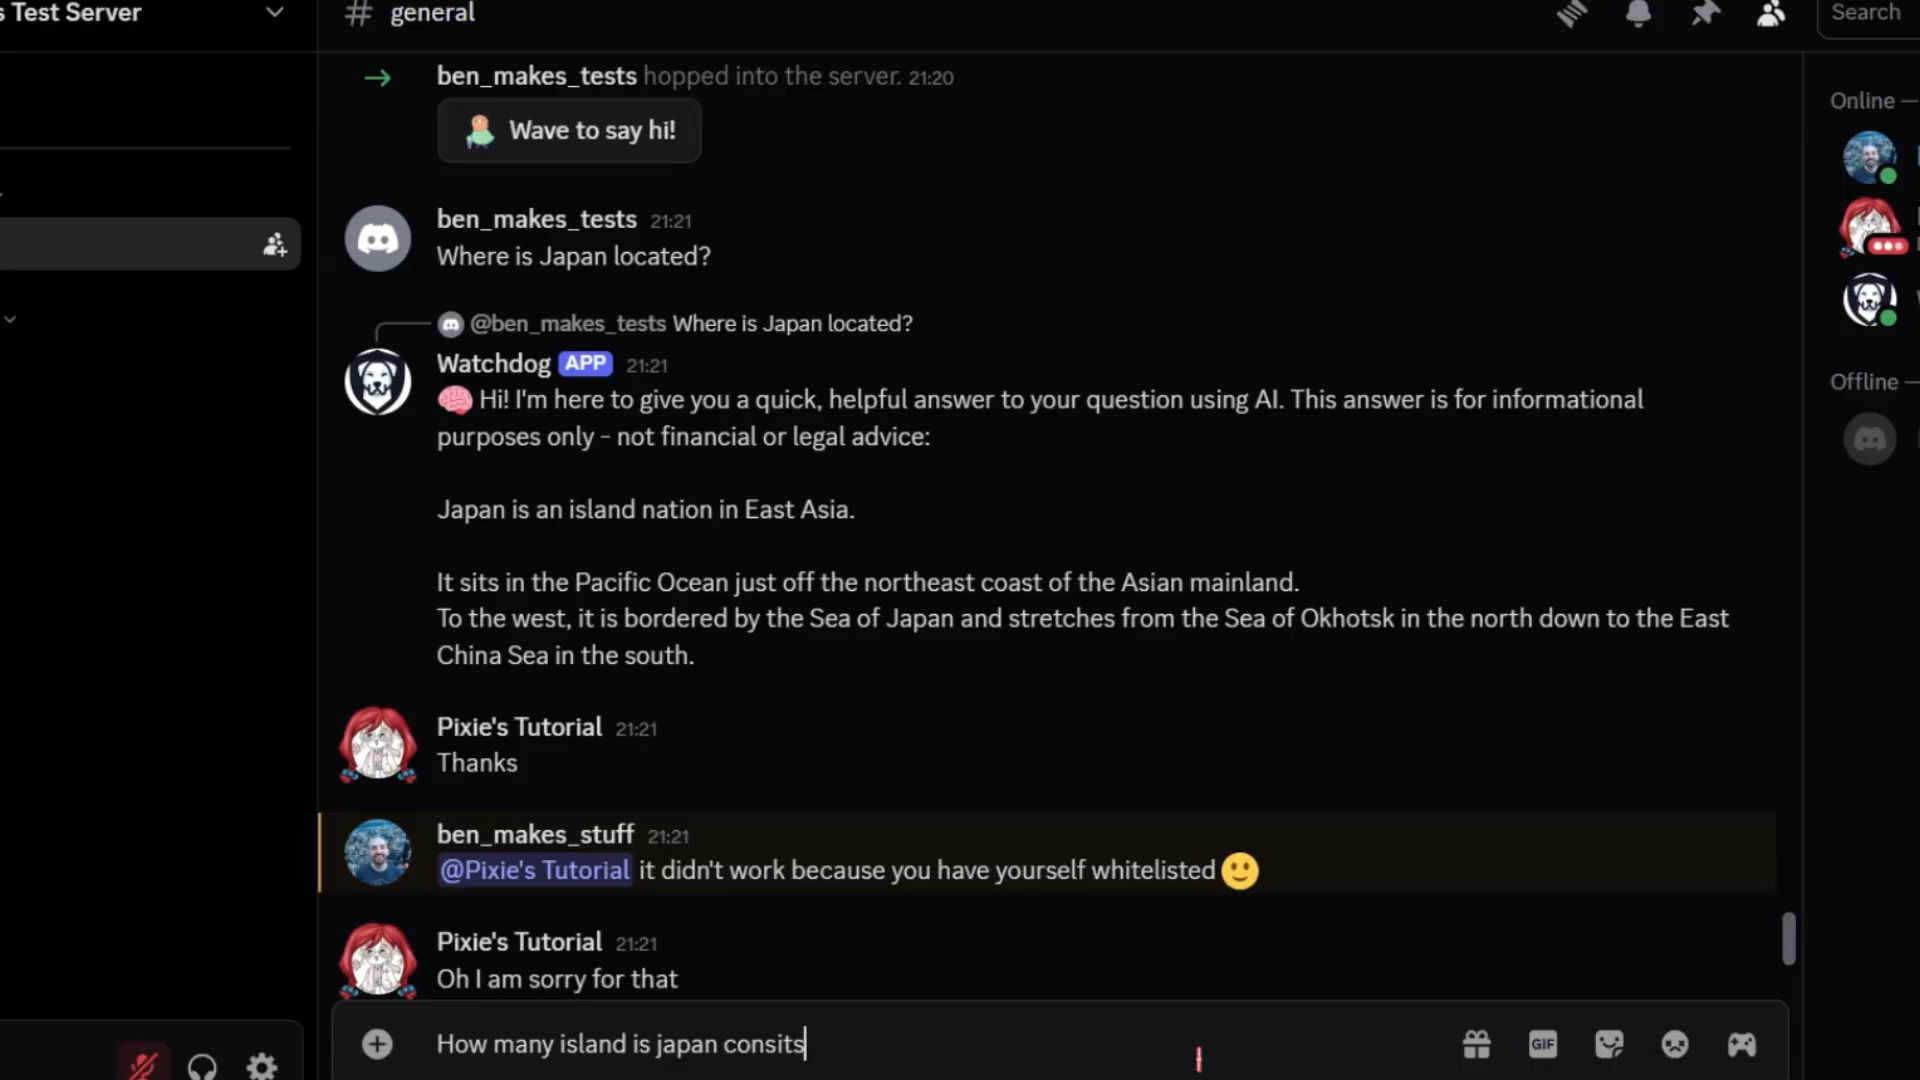 s Test Server
general
Search
ben_makes_tests hopped into the server. 21:20
Wave to say hi!
Online —
ben_makes_tests 21:21
Where is Japan located?
@ben_makes_tests Where is Japan located?
Watchdog APP 21:21
Hi! I'm here to give you a quick, helpful answer to your question using AI. This answer is for informational
purposes only - not financial or legal advice:
Offline —
Japan is an island nation in East Asia.
It sits in the Pacific Ocean just off the northeast coast of the Asian mainland.
To the west, it is bordered by the Sea of Japan and stretches from the Sea of Okhotsk in the north down to the East
China Sea in the south.
Pixie's Tutorial 21:21
Thanks
ben_makes_stuff 21:21
@Pixie's Tutorial it didn't work because you have yourself whitelisted
Pixie's Tutorial 21:21
Oh I am sorry for that
How many island is japan consits
GIF